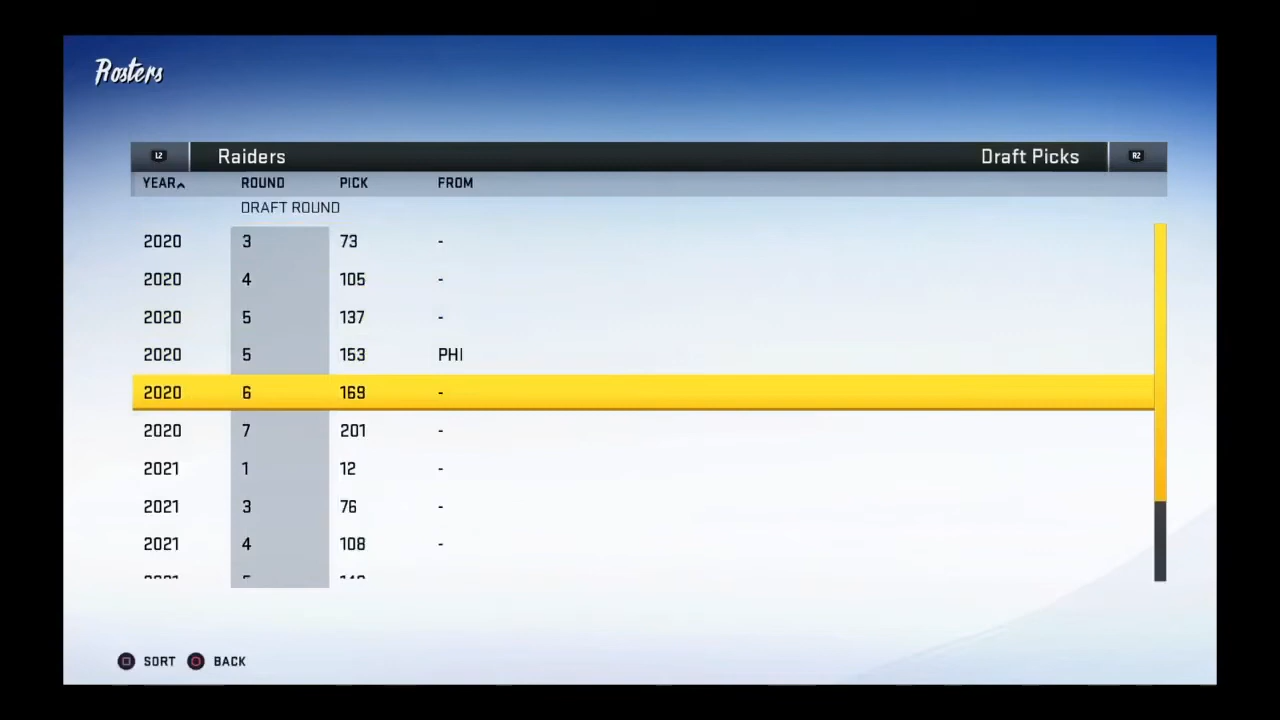 Rosters
L2 Raiders Draft Picks R2
YEAR ROUND PICK FROM
DRAFT ROUND
2020 3 73 -
2020 4 105 -
2020 5 137 -
2020 5 153 PHI
2020 6 169 -
2020 7 201 -
2021 1 12 -
2021 3 76 -
2021 4 108 -
SORT BACK